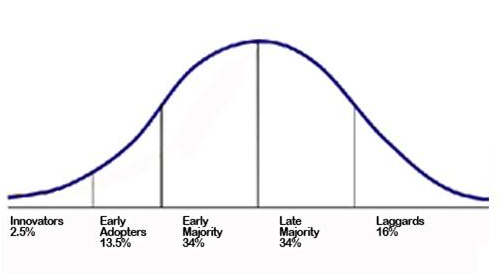 Innovators
2.5%
Early
Adopters
13.5%
Early
Majority
34%
Late
Majority
34%
Laggards
16%